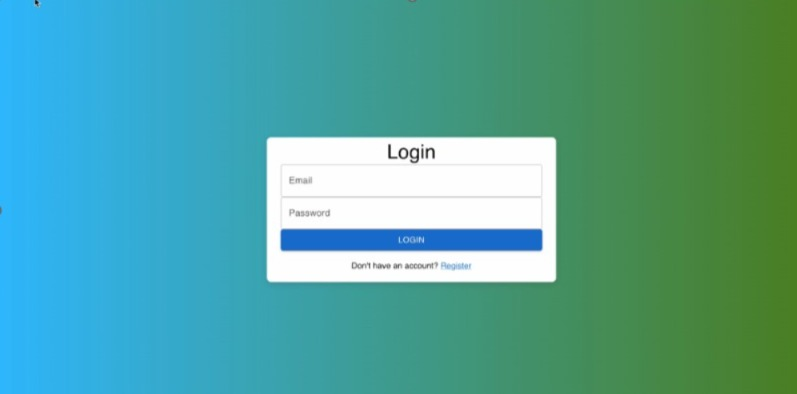 Login
Email
Password
LOGIN
Don't have an account? Register